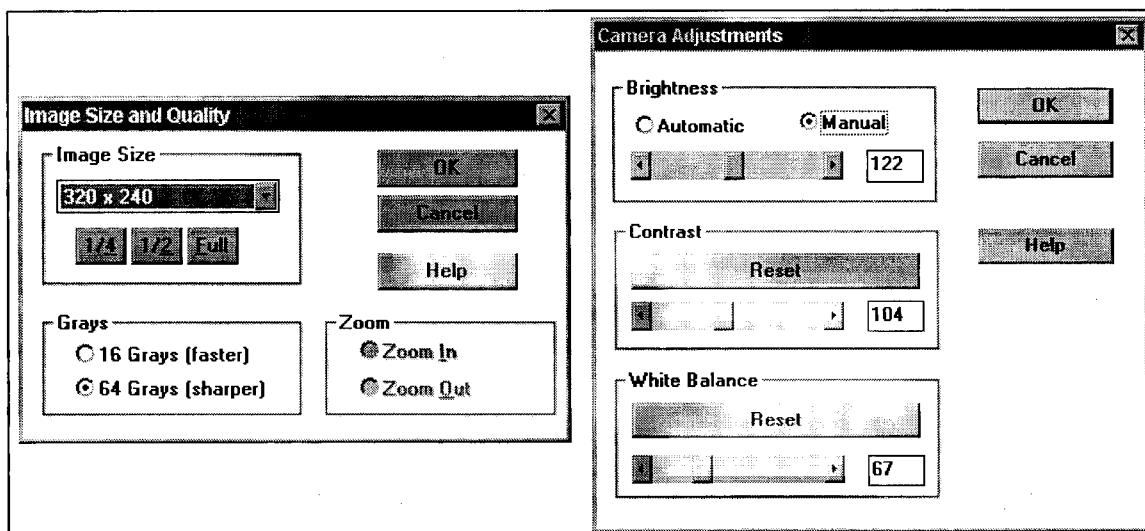 Image Size and Quality
Image Size
320 x 240
1/4 1/2 Full
OK
Cancel
Help
Grays
16 Grays (faster)
64 Grays (sharper)
Zoom
Zoom In
Zoom Out
Camera Adjustments
Brightness
Automatic Manual
122
OK
Cancel
Help
Contrast
Reset
104
White Balance
Reset
67